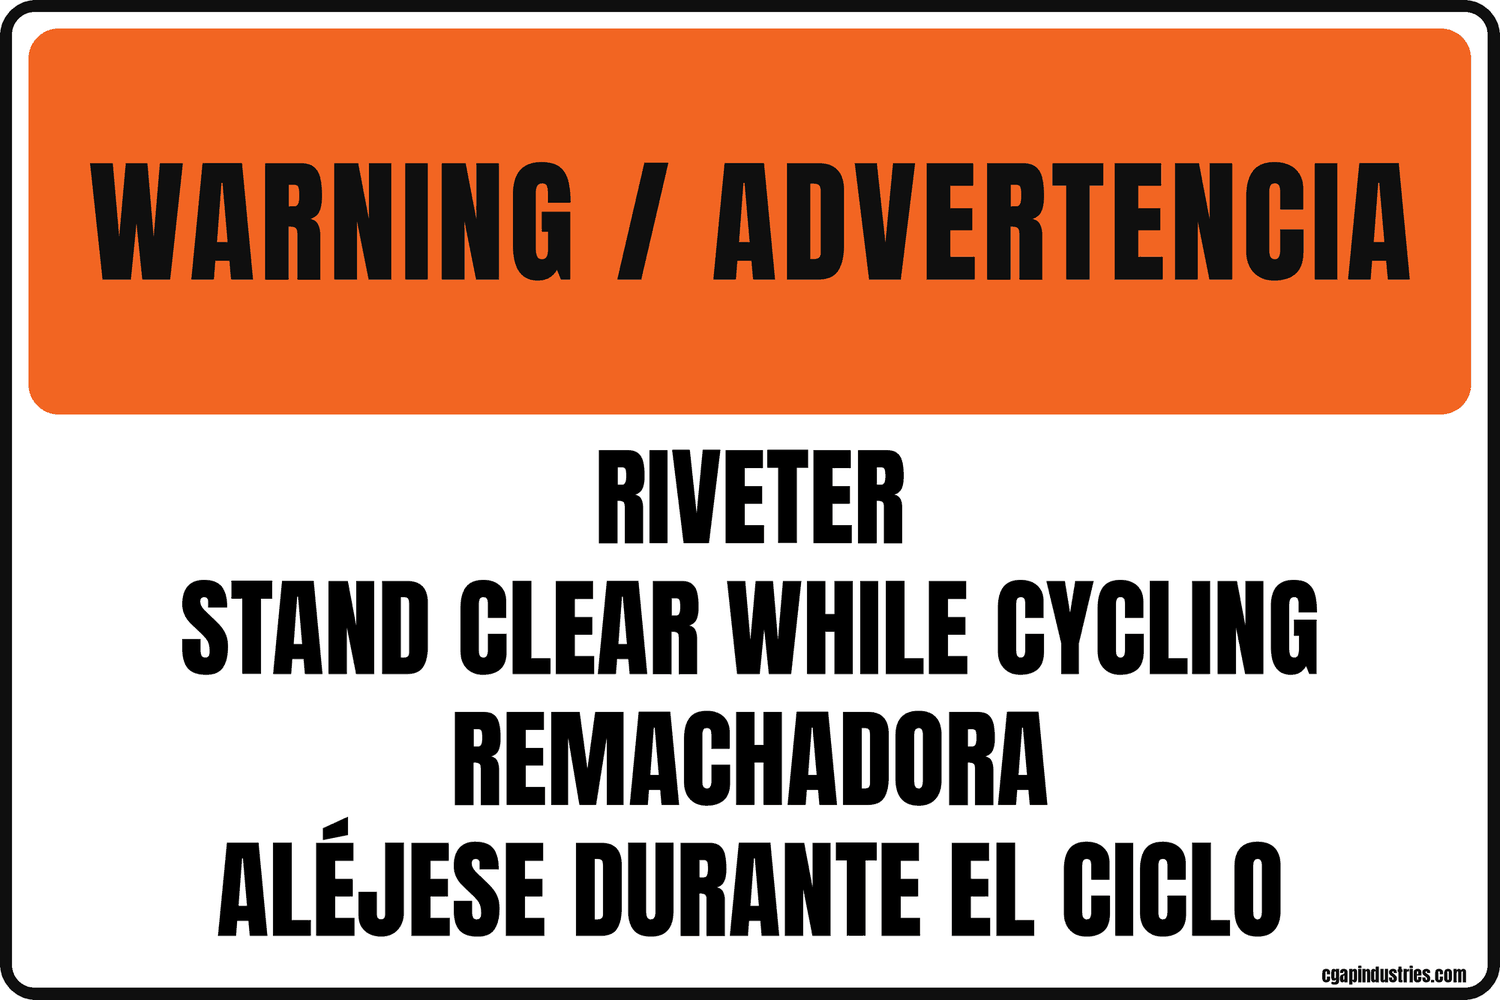 WARNING / ADVERTENCIA
RIVETER
STAND CLEAR WHILE CYCLING
REMACHADORA
ALÉJESE DURANTE EL CICLO
cgapindustries.com